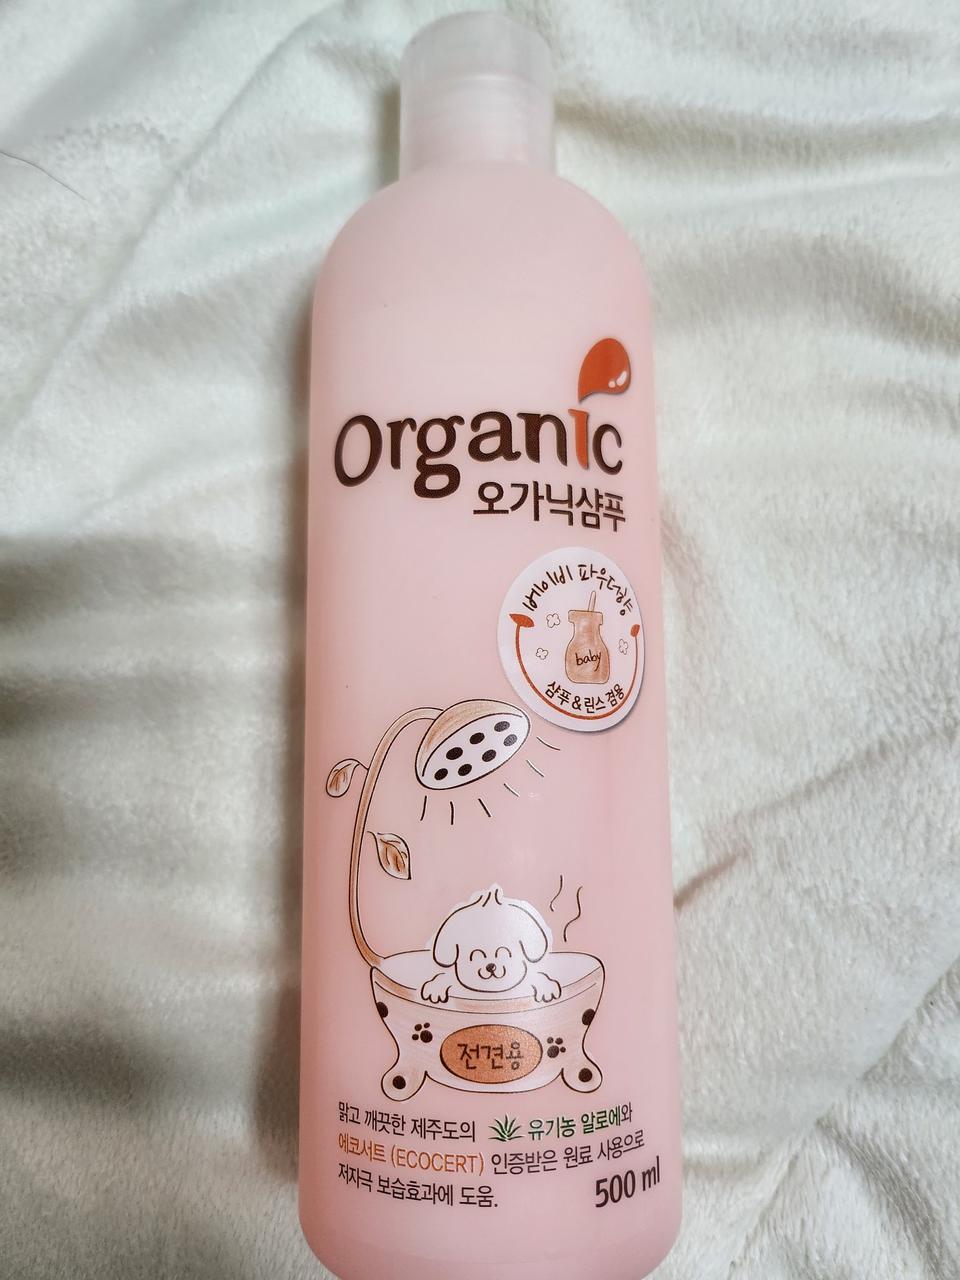 Organic
오가닉샴푸
베이비 파우더향
baby
샴푸 & 린스 겸용
전견용
맑고 깨끗한 제주도의 유기농 알로에와
에코서트 (ECOCERT) 인증받은 원료 사용으로
저자극 보습효과에 도움.
500 ml